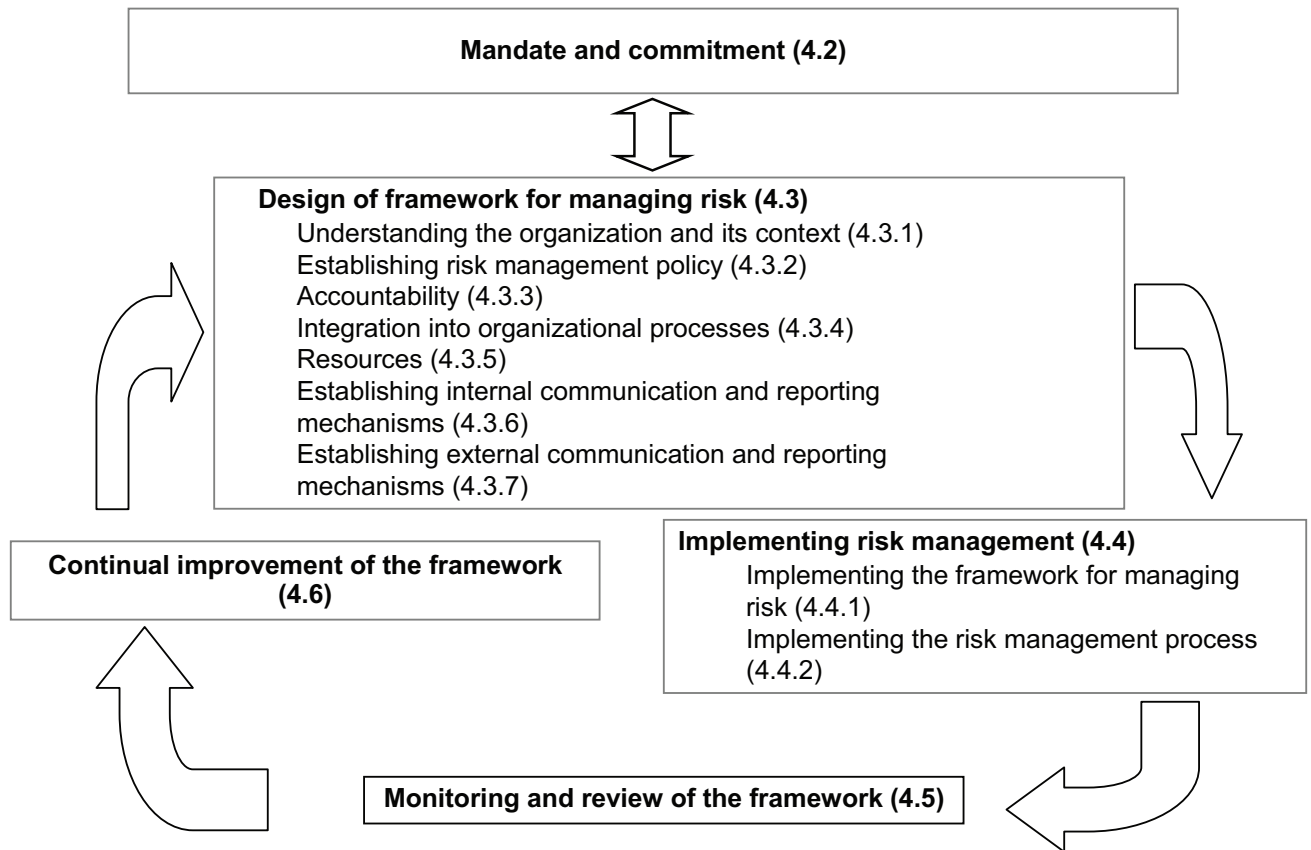 Mandate and commitment (4.2)
Design of framework for managing risk (4.3)
Understanding the organization and its context (4.3.1)
Establishing risk management policy (4.3.2)
Accountability (4.3.3)
Integration into organizational processes (4.3.4)
Resources (4.3.5)
Establishing internal communication and reporting
mechanisms (4.3.6)
Establishing external communication and reporting
mechanisms (4.3.7)
Implementing risk management (4.4)
Implementing the framework for managing
risk (4.4.1)
Implementing the risk management process
(4.4.2)
Monitoring and review of the framework (4.5)
Continual improvement of the framework
(4.6)